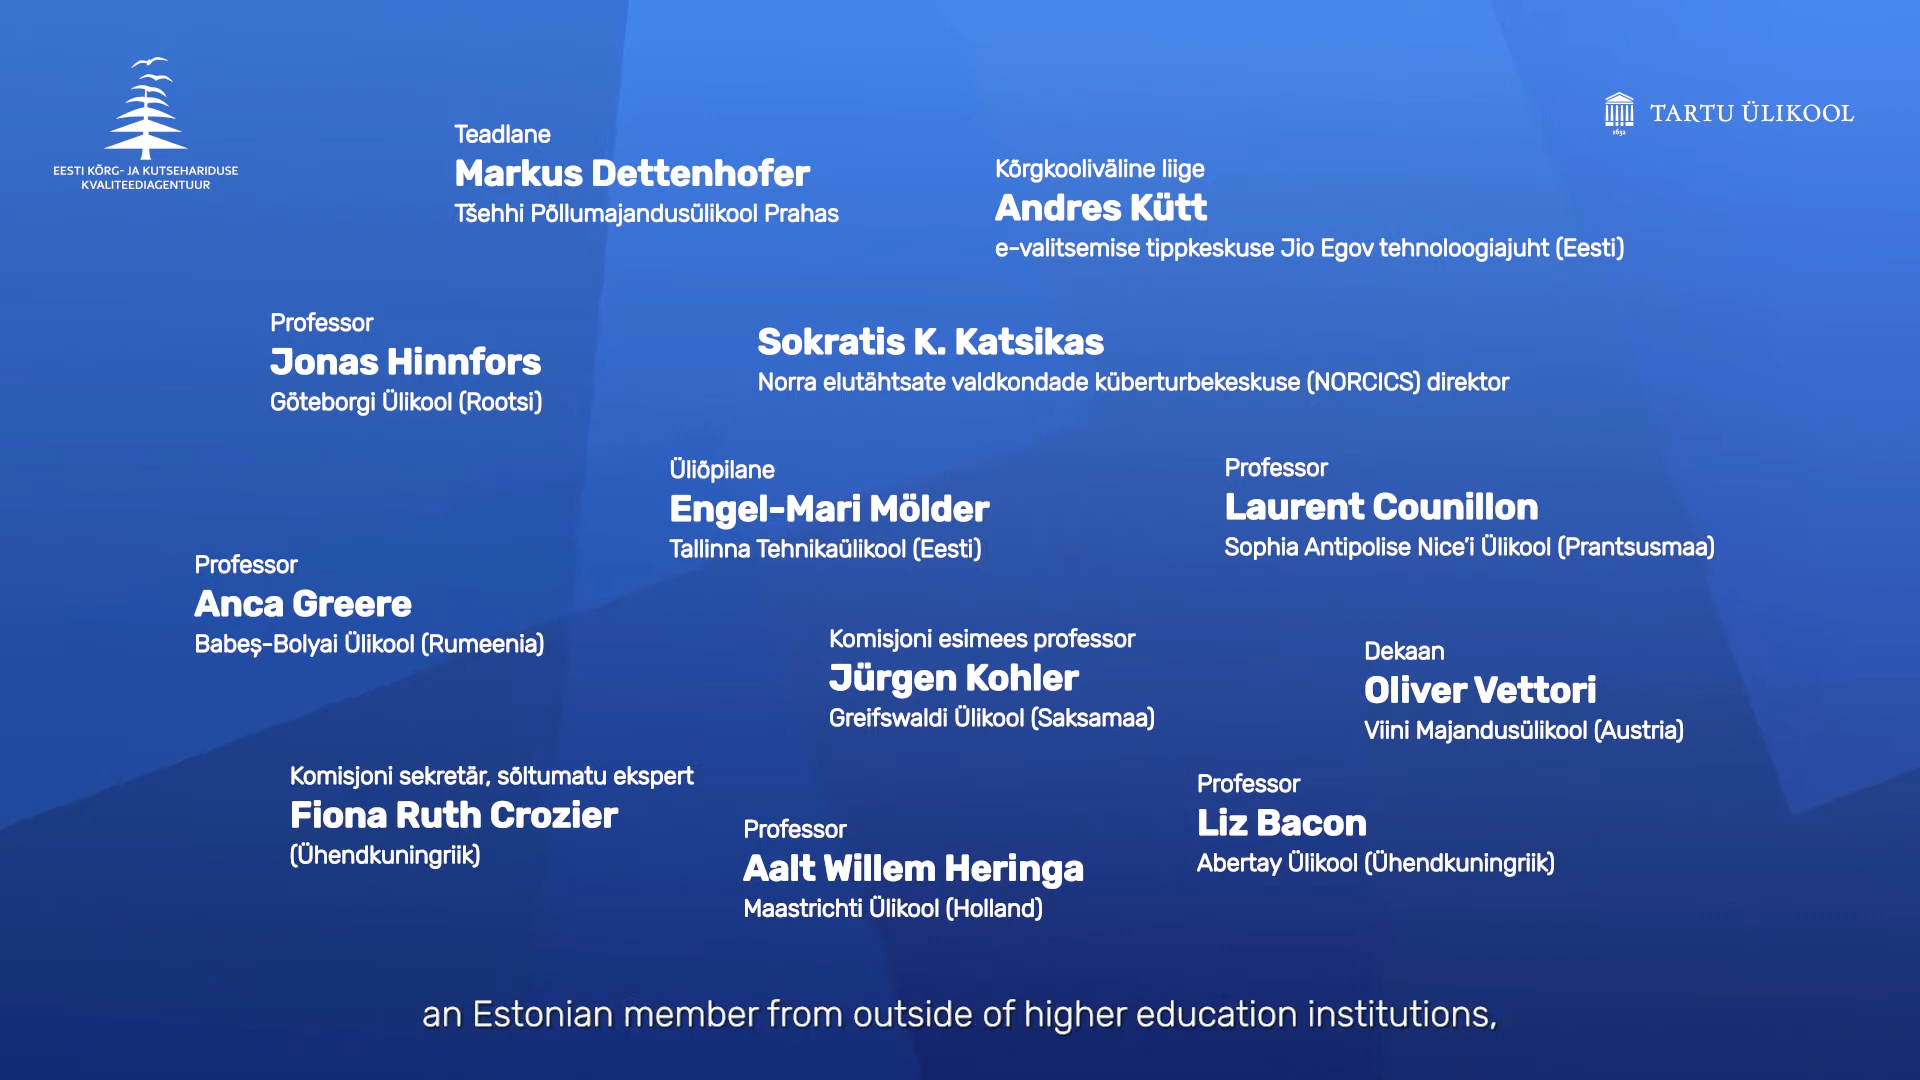 EESTI KÕRG- JA KUTSEHARIDUSE
KVALITEEDIAGENTUUR
1632
TARTU ÜLIKOOL
Teadlane
Markus Dettenhofer
Tšehhi Põllumajandusülikool Prahas
Kõrgkooliväline liige
Andres Kütt
e-valitsemise tippkeskuse Jio Egov tehnoloogiajuht (Eesti)
Professor
Jonas Hinnfors
Göteborgi Ülikool (Rootsi)
Sokratis K. Katsikas
Norra elutähtsate valdkondade küberturbekeskuse (NORCICS) direktor
Üliõpilane
Engel-Mari Mölder
Tallinna Tehnikaülikool (Eesti)
Professor
Laurent Counillon
Sophia Antipolise Nice’i Ülikool (Prantsusmaa)
Professor
Anca Greere
Babeș-Bolyai Ülikool (Rumeenia)
Komisjoni esimees professor
Jürgen Kohler
Greifswaldi Ülikool (Saksamaa)
Dekaan
Oliver Vettori
Viini Majandusülikool (Austria)
Komisjoni sekretär, sõltumatu ekspert
Fiona Ruth Crozier
(Ühendkuningriik)
Professor
Aalt Willem Heringa
Maastrichti Ülikool (Holland)
Professor
Liz Bacon
Abertay Ülikool (Ühendkuningriik)
an Estonian member from outside of higher education institutions,